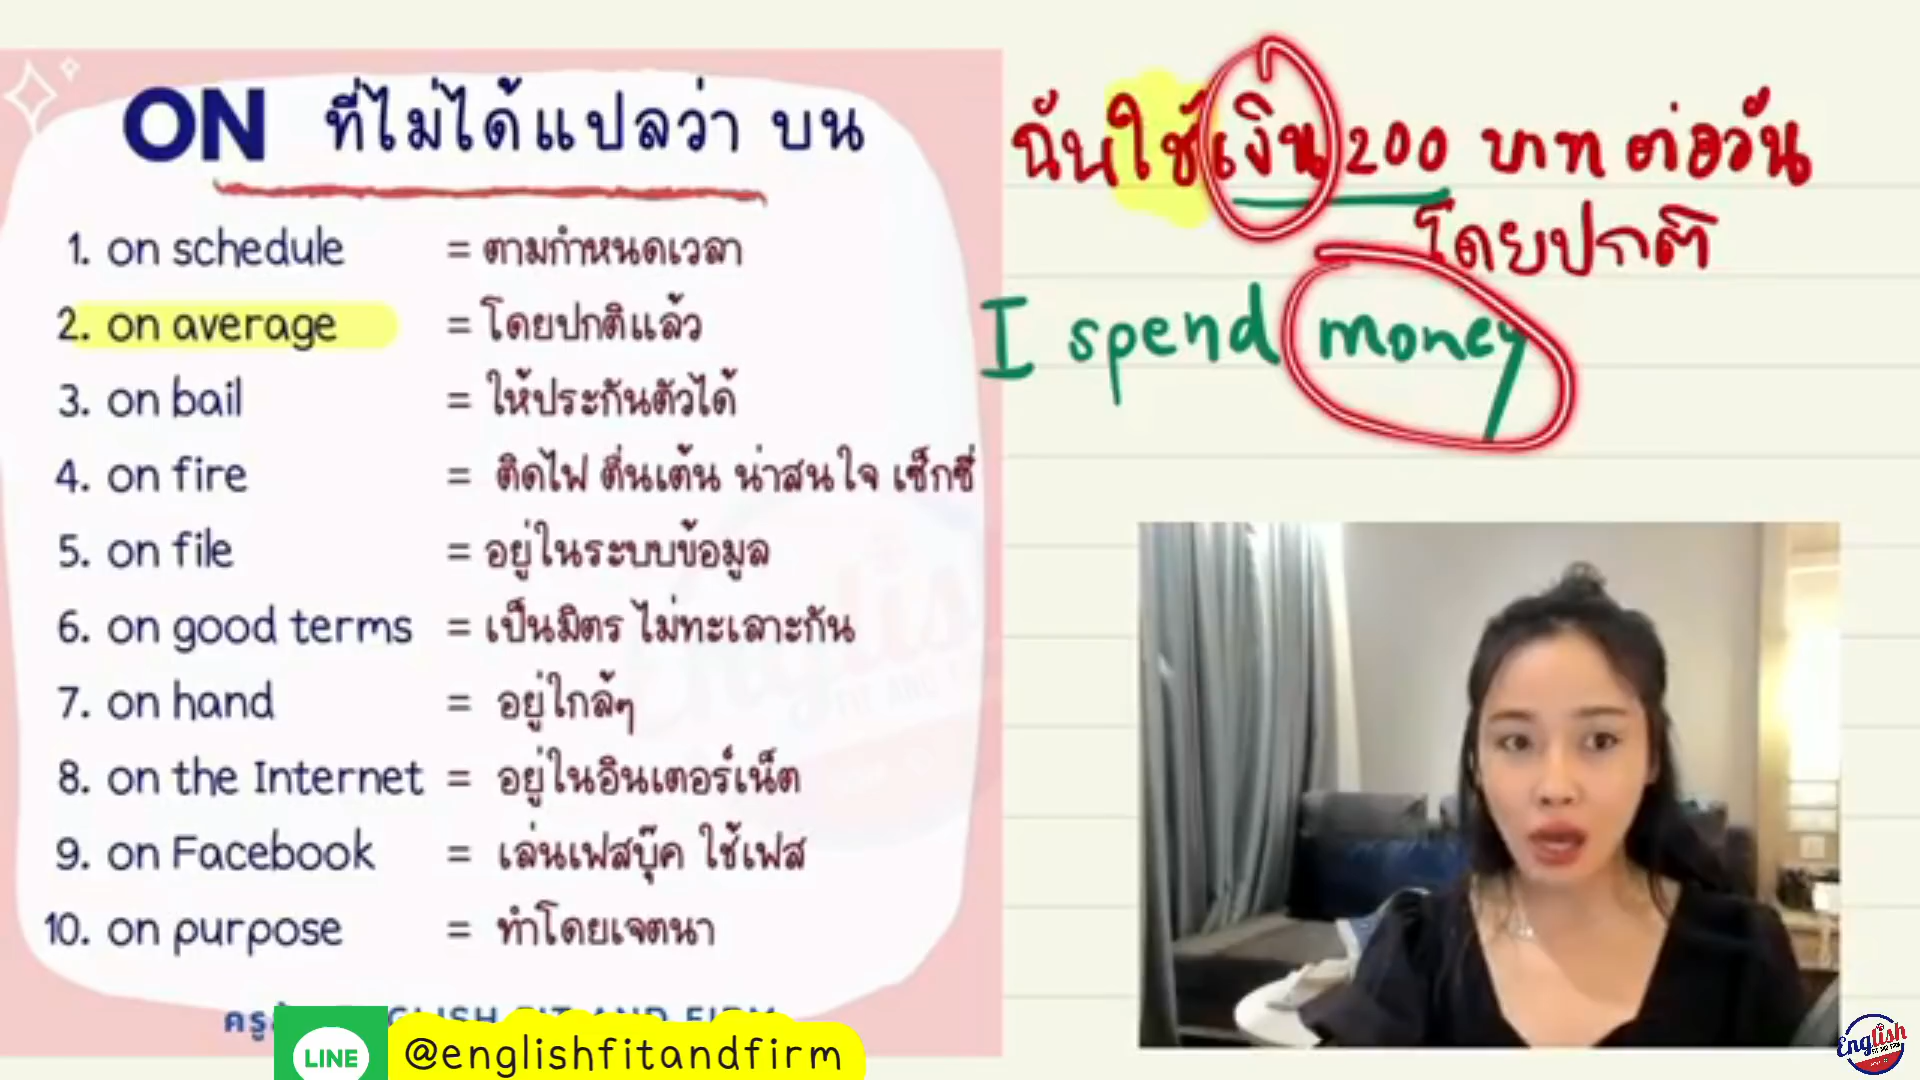 ON ที่ไม่ได้แปลว่า บน
1. on schedule = ตามกำหนดเวลา
2. on average = โดยปกติแล้ว
3. on bail = ให้ประกันตัวได้
4. on fire = ติดไฟ ตื่นเต้น น่าสนใจ เซ็กซี่
5. on file = อยู่ในระบบข้อมูล
6. on good terms = เป็นมิตร ไม่ทะเลาะกัน
7. on hand = อยู่ใกล้ๆ
8. on the Internet = อยู่ในอินเตอร์เน็ต
9. on Facebook = เล่นเฟสบุ๊ค ใช้เฟส
10. on purpose = ทำโดยเจตนา
LINE @englishfitandfirm
ฉันใช้เงิน 200 บาท ต่อวัน
โดยปกติ
I spend money
English
FIT AND FIRM